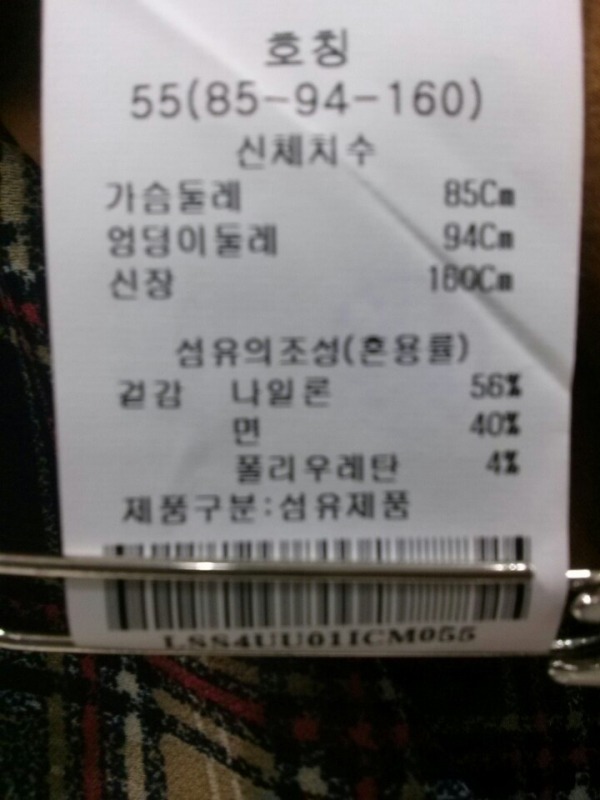 호칭
55(85-94-160)
신체치수
가슴둘레 85Cm
엉덩이둘레 94Cm
신장 160Cm
섬유의조성(혼용률)
겉감 나일론 56%
면 40%
폴리우레탄 4%
제품구분:섬유제품
LSS4UU01ICM055